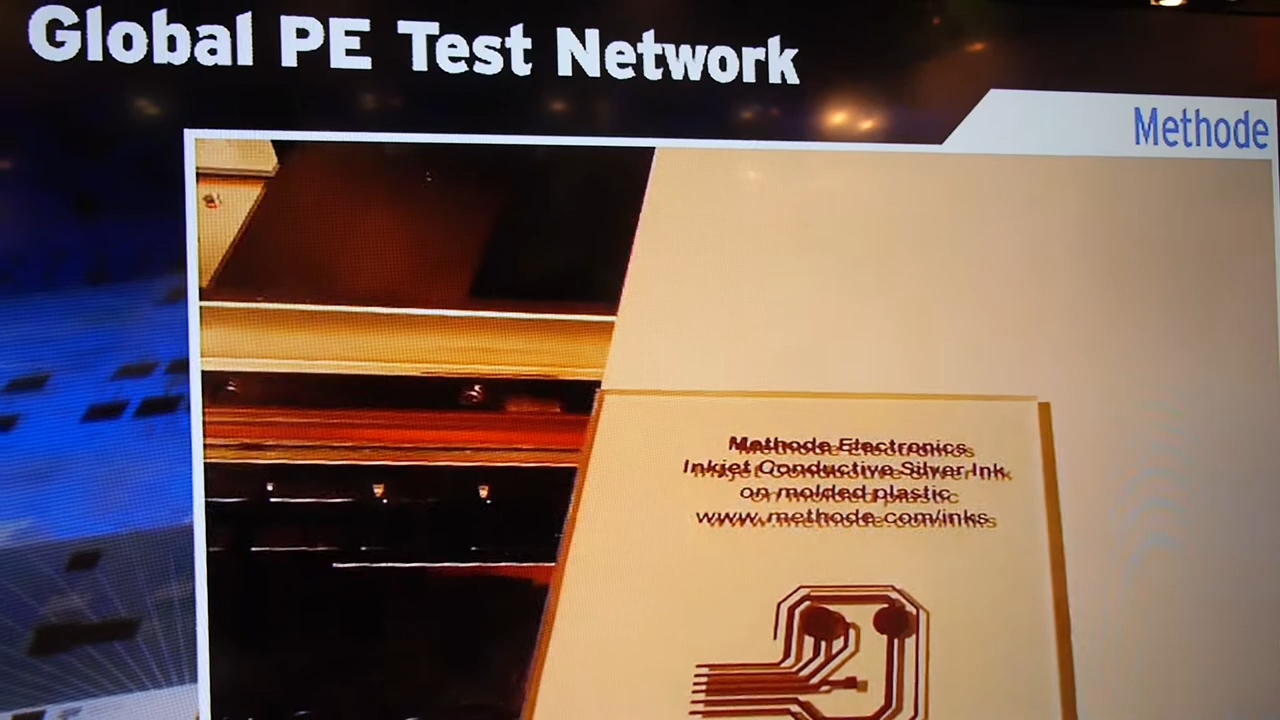 Global PE Test Network
Methode
Methode Electronics
Inkjet Conductive Silver Ink
on molded plastic
www.methode.com/inks